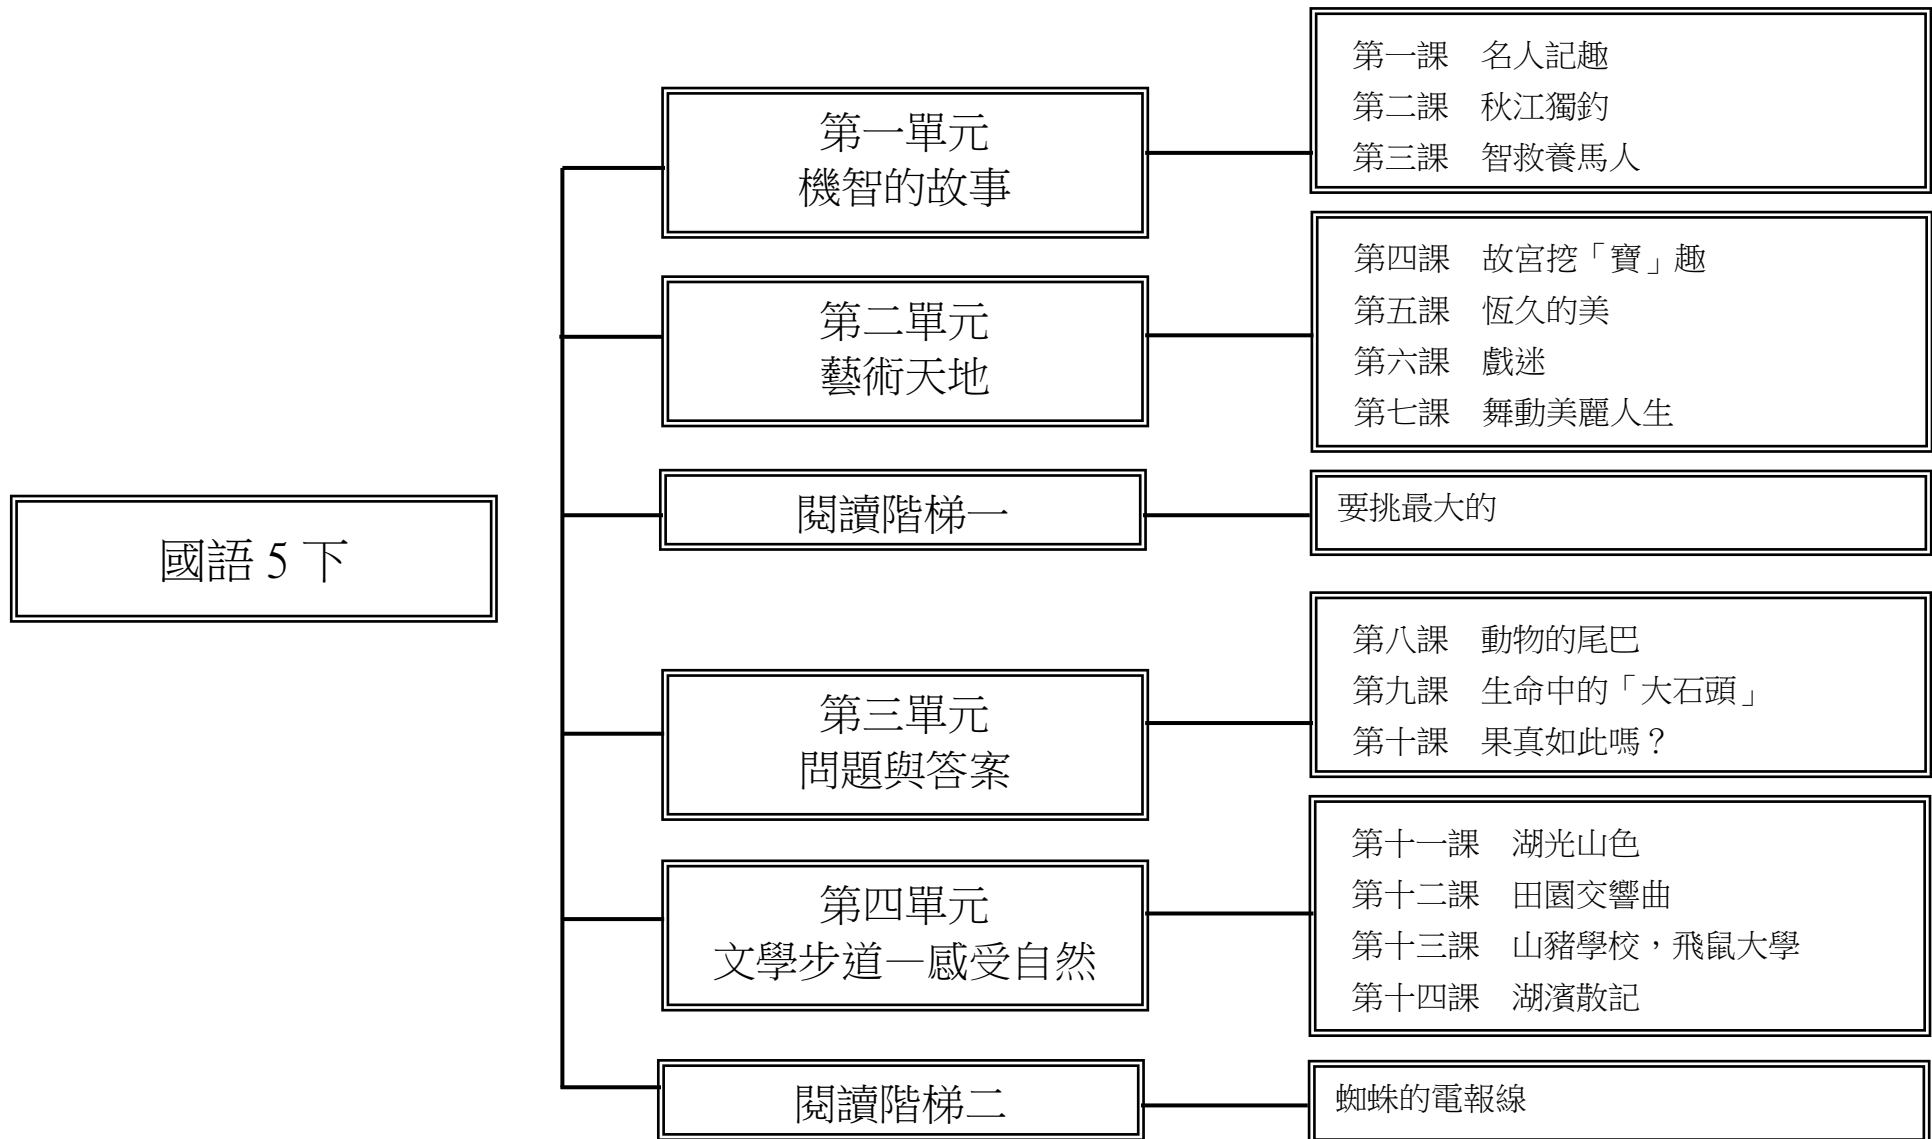 國語 5 下
第一單元
機智的故事
第一課　名人記趣
第二課　秋江獨釣
第三課　智救養馬人
第二單元
藝術天地
第四課　故宮挖「寶」趣
第五課　恆久的美
第六課　戲迷
第七課　舞動美麗人生
閱讀階梯一
要挑最大的
第三單元
問題與答案
第八課　動物的尾巴
第九課　生命中的「大石頭」
第十課　果真如此嗎？
第四單元
文學步道—感受自然
第十一課　湖光山色
第十二課　田園交響曲
第十三課　山豬學校，飛鼠大學
第十四課　湖濱散記
閱讀階梯二
蜘蛛的電報線